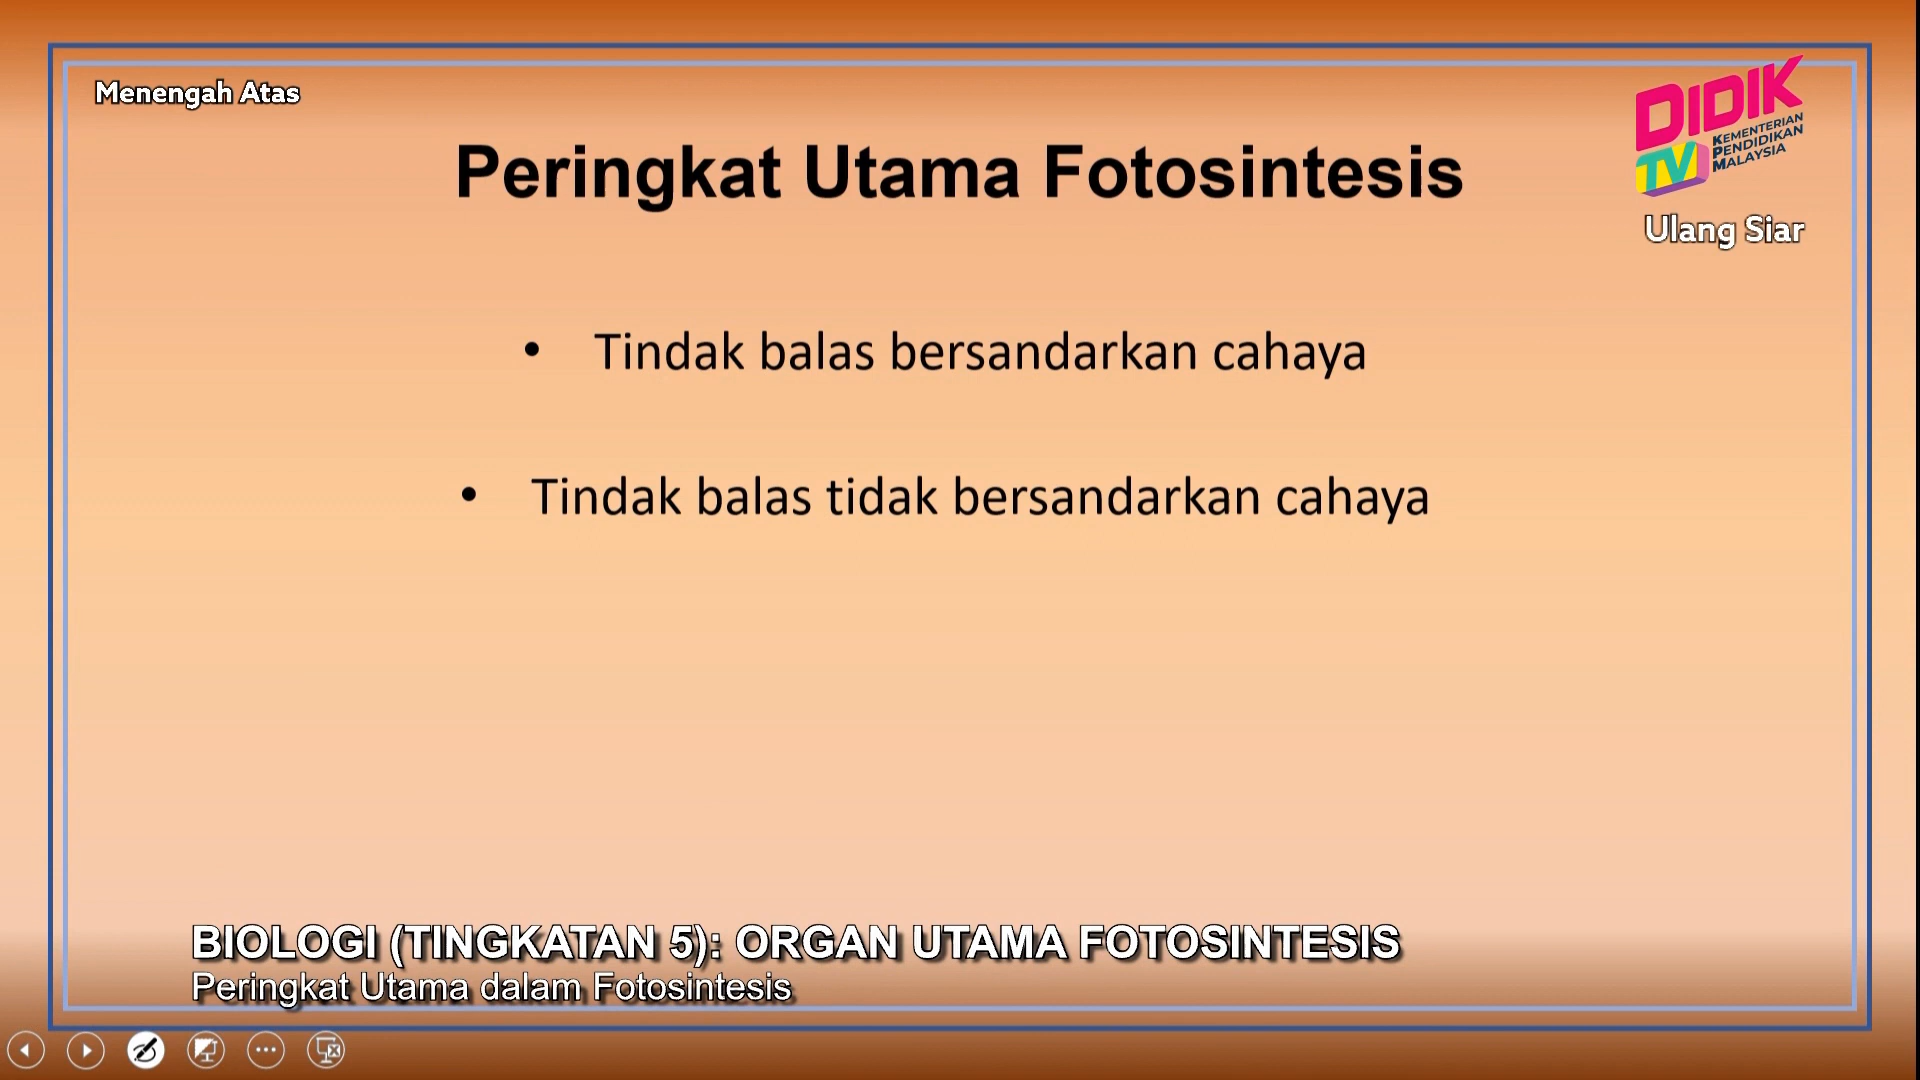 Menengah Atas
DIDIK
TV
KEMENTERIAN
PENDIDIKAN
MALAYSIA
Ulang Siar
Peringkat Utama Fotosintesis
• Tindak balas bersandarkan cahaya
• Tindak balas tidak bersandarkan cahaya
BIOLOGI (TINGKATAN 5): ORGAN UTAMA FOTOSINTESIS
Peringkat Utama dalam Fotosintesis